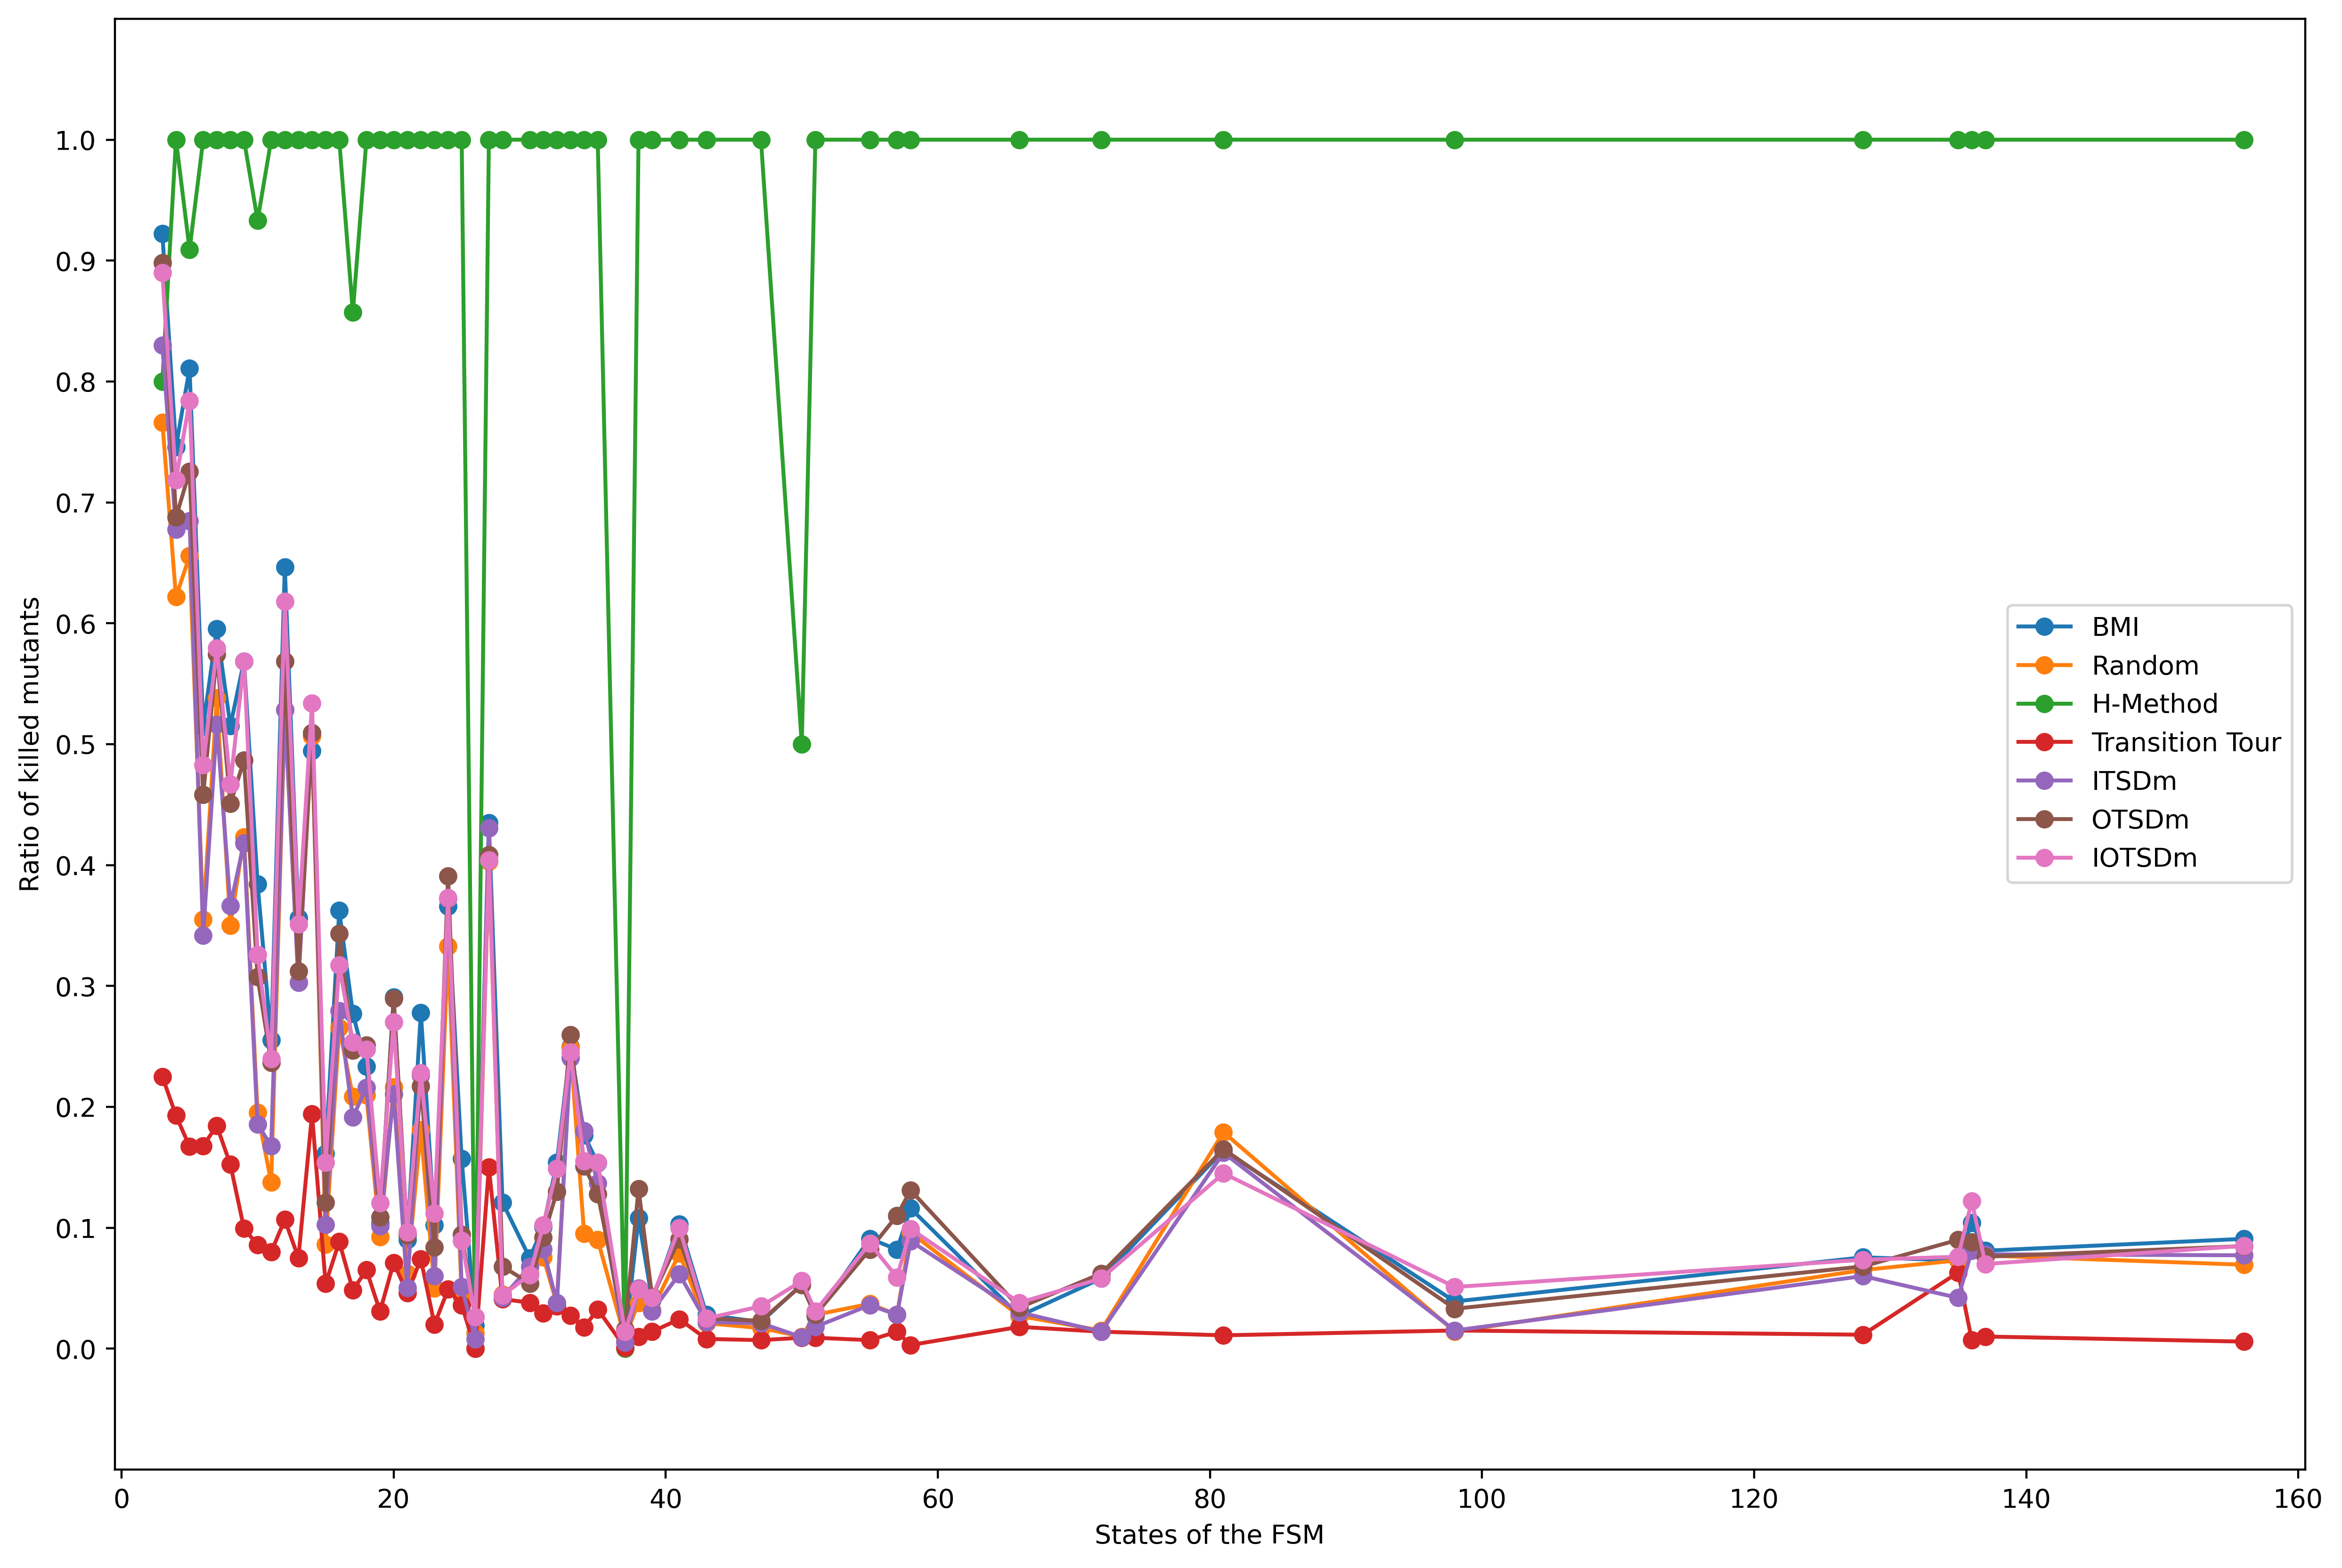 Ratio of killed mutants
1.0
0.9
0.8
0.7
0.6
0.5
0.4
0.3
0.2
0.1
0.0
BMI
Random
H-Method
Transition Tour
ITSDm
OTSDm
IOTSDm
0 20 40 60 80 100 120 140 160
States of the FSM